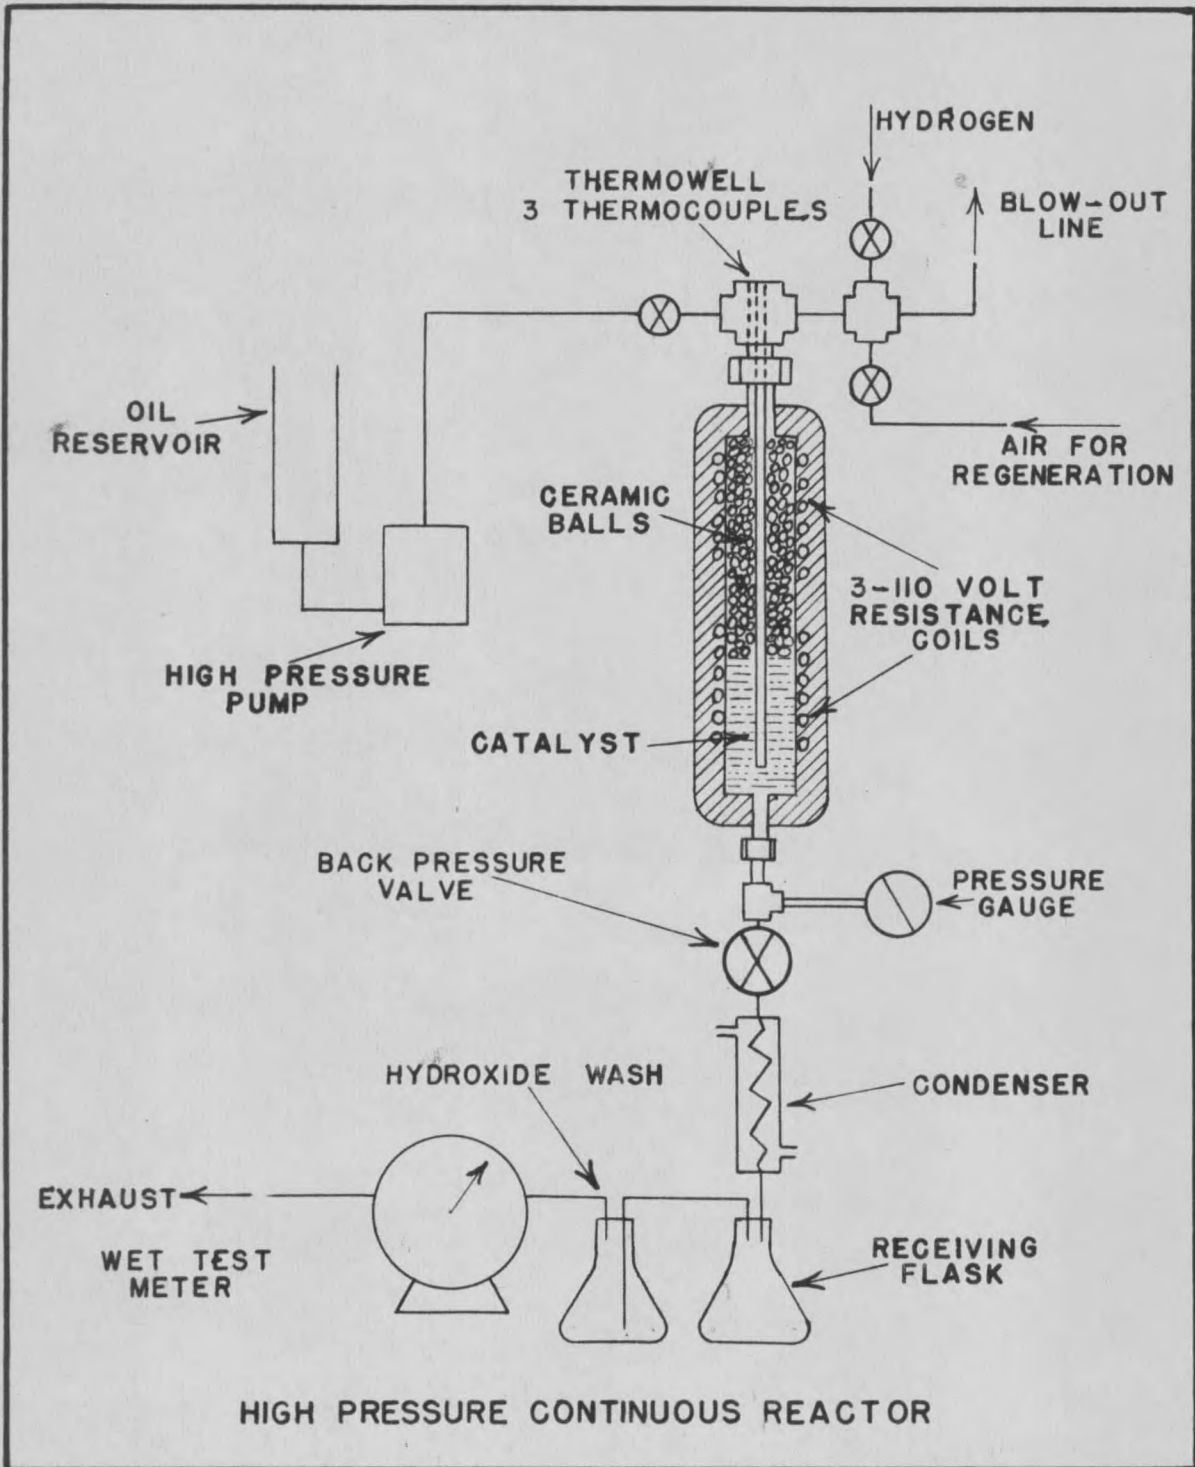 HYDROGEN
THERMOWELL
3 THERMOCOUPLES
BLOW-OUT
LINE
OIL
RESERVOIR
AIR FOR
REGENERATION
CERAMIC
BALLS
3-110 VOLT
RESISTANCE
COILS
HIGH PRESSURE
PUMP
CATALYST
BACK PRESSURE
VALVE
PRESSURE
GAUGE
HYDROXIDE WASH
CONDENSER
EXHAUST
WET TEST
METER
RECEIVING
FLASK
HIGH PRESSURE CONTINUOUS REACTOR